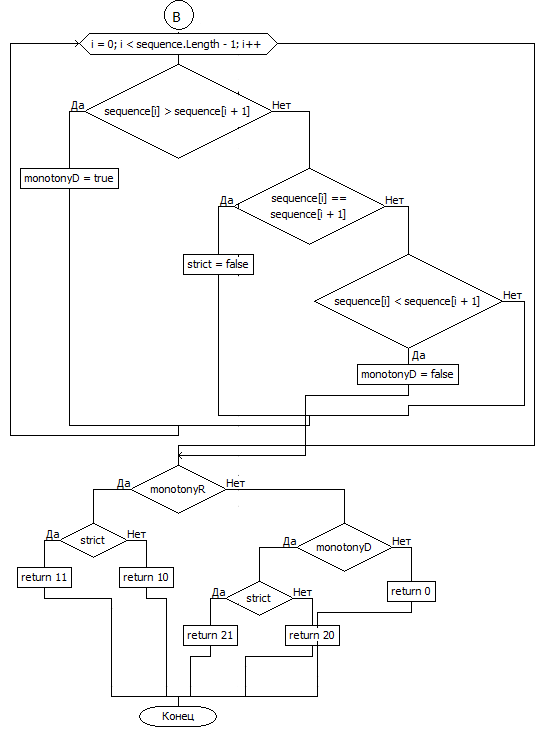 B
i = 0; i < sequence.Length - 1; i++
Да
sequence[i] > sequence[i + 1]
Нет
monotonyD = true
Да
sequence[i] ==
sequence[i + 1]
Нет
strict = false
sequence[i] < sequence[i + 1]
Нет
Да
monotonyD = false
Да
monotonyR
Нет
Да
strict
Нет
Да
monotonyD
Нет
return 11
return 10
return 0
Да
strict
Нет
return 21
return 20
Конец